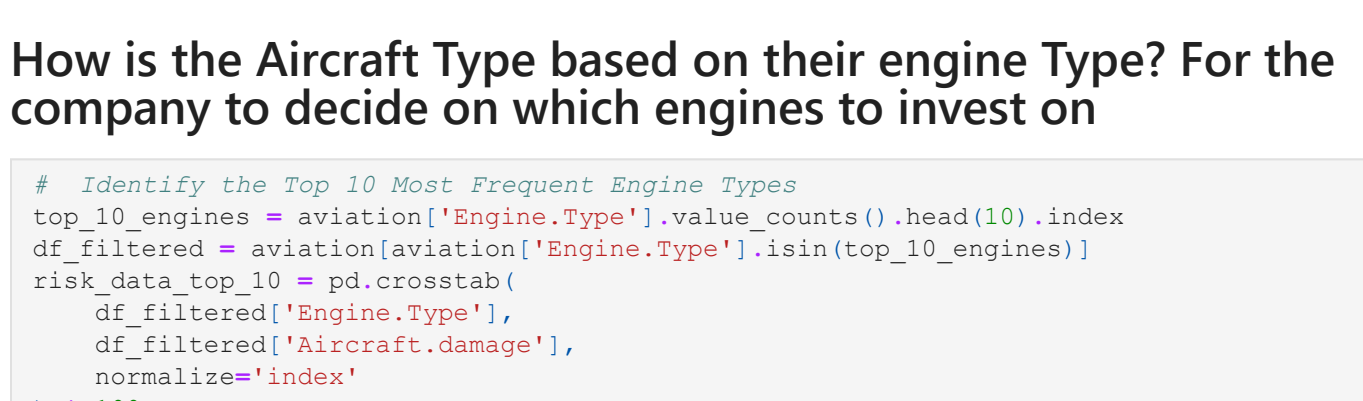 How is the Aircraft Type based on their engine Type? For the
company to decide on which engines to invest on
#  Identify the Top 10 Most Frequent Engine Types
top_10_engines = aviation['Engine.Type'].value_counts().head(10).index
df_filtered = aviation[aviation['Engine.Type'].isin(top_10_engines)]
risk_data_top_10 = pd.crosstab(
    df_filtered['Engine.Type'],
    df_filtered['Aircraft.damage'],
    normalize='index'